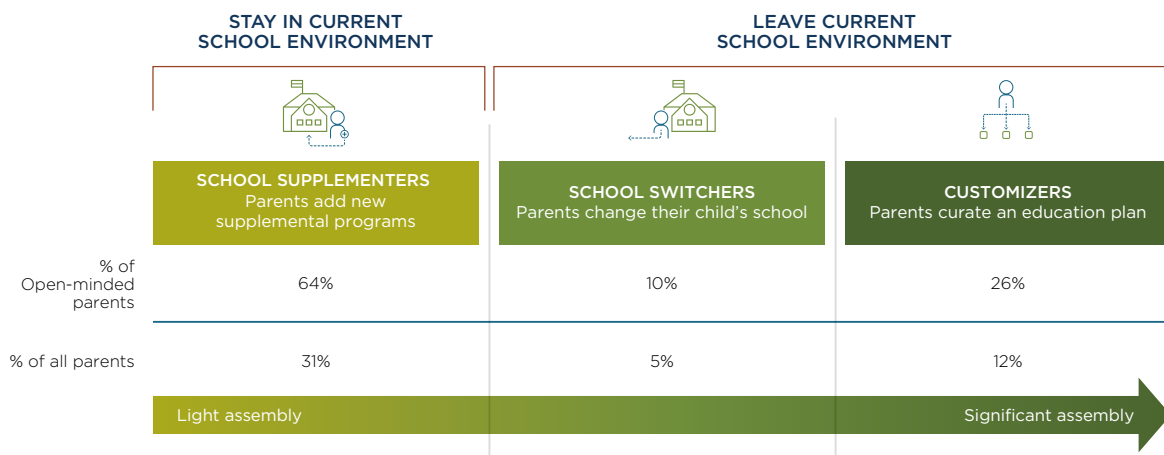 STAY IN CURRENT
SCHOOL ENVIRONMENT
LEAVE CURRENT
SCHOOL ENVIRONMENT
SCHOOL SUPPLEMENTERS
Parents add new
supplemental programs
SCHOOL SWITCHERS
Parents change their child’s school
CUSTOMIZERS
Parents curate an education plan
% of
Open-minded
parents
64%
10%
26%
% of all parents
31%
5%
12%
Light assembly
Significant assembly